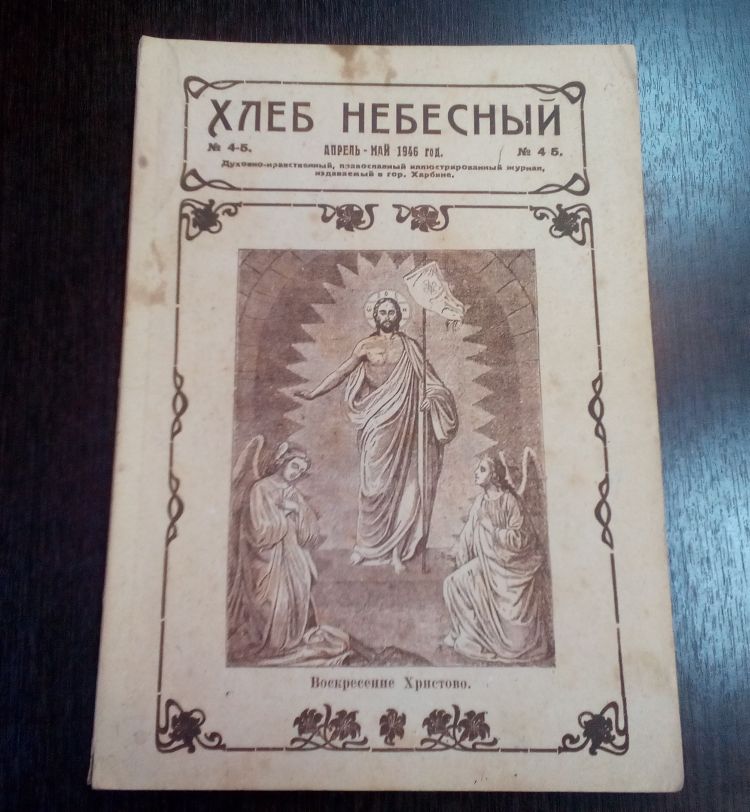 ХЛЕБ НЕБЕСНЫЙ
№ 4-5. АПРЕЛЬ - МАЙ 1946 год. № 4 5.
Духовно-нравственный, православный иллюстрированный журнал,
издаваемый в гор. Харбине.
Воскресение Христово.